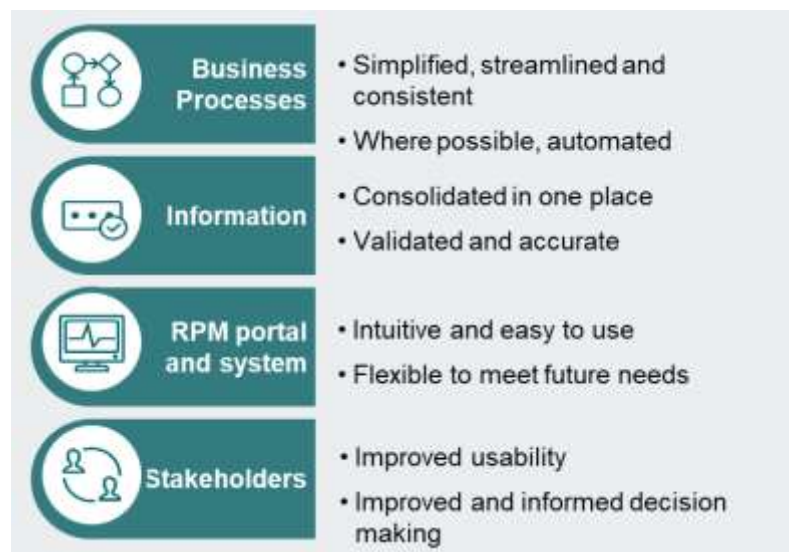 Business
Processes
• Simplified, streamlined and
consistent
• Where possible, automated
Information
• Consolidated in one place
• Validated and accurate
RPM portal
and system
• Intuitive and easy to use
• Flexible to meet future needs
Stakeholders
• Improved usability
• Improved and informed decision
making